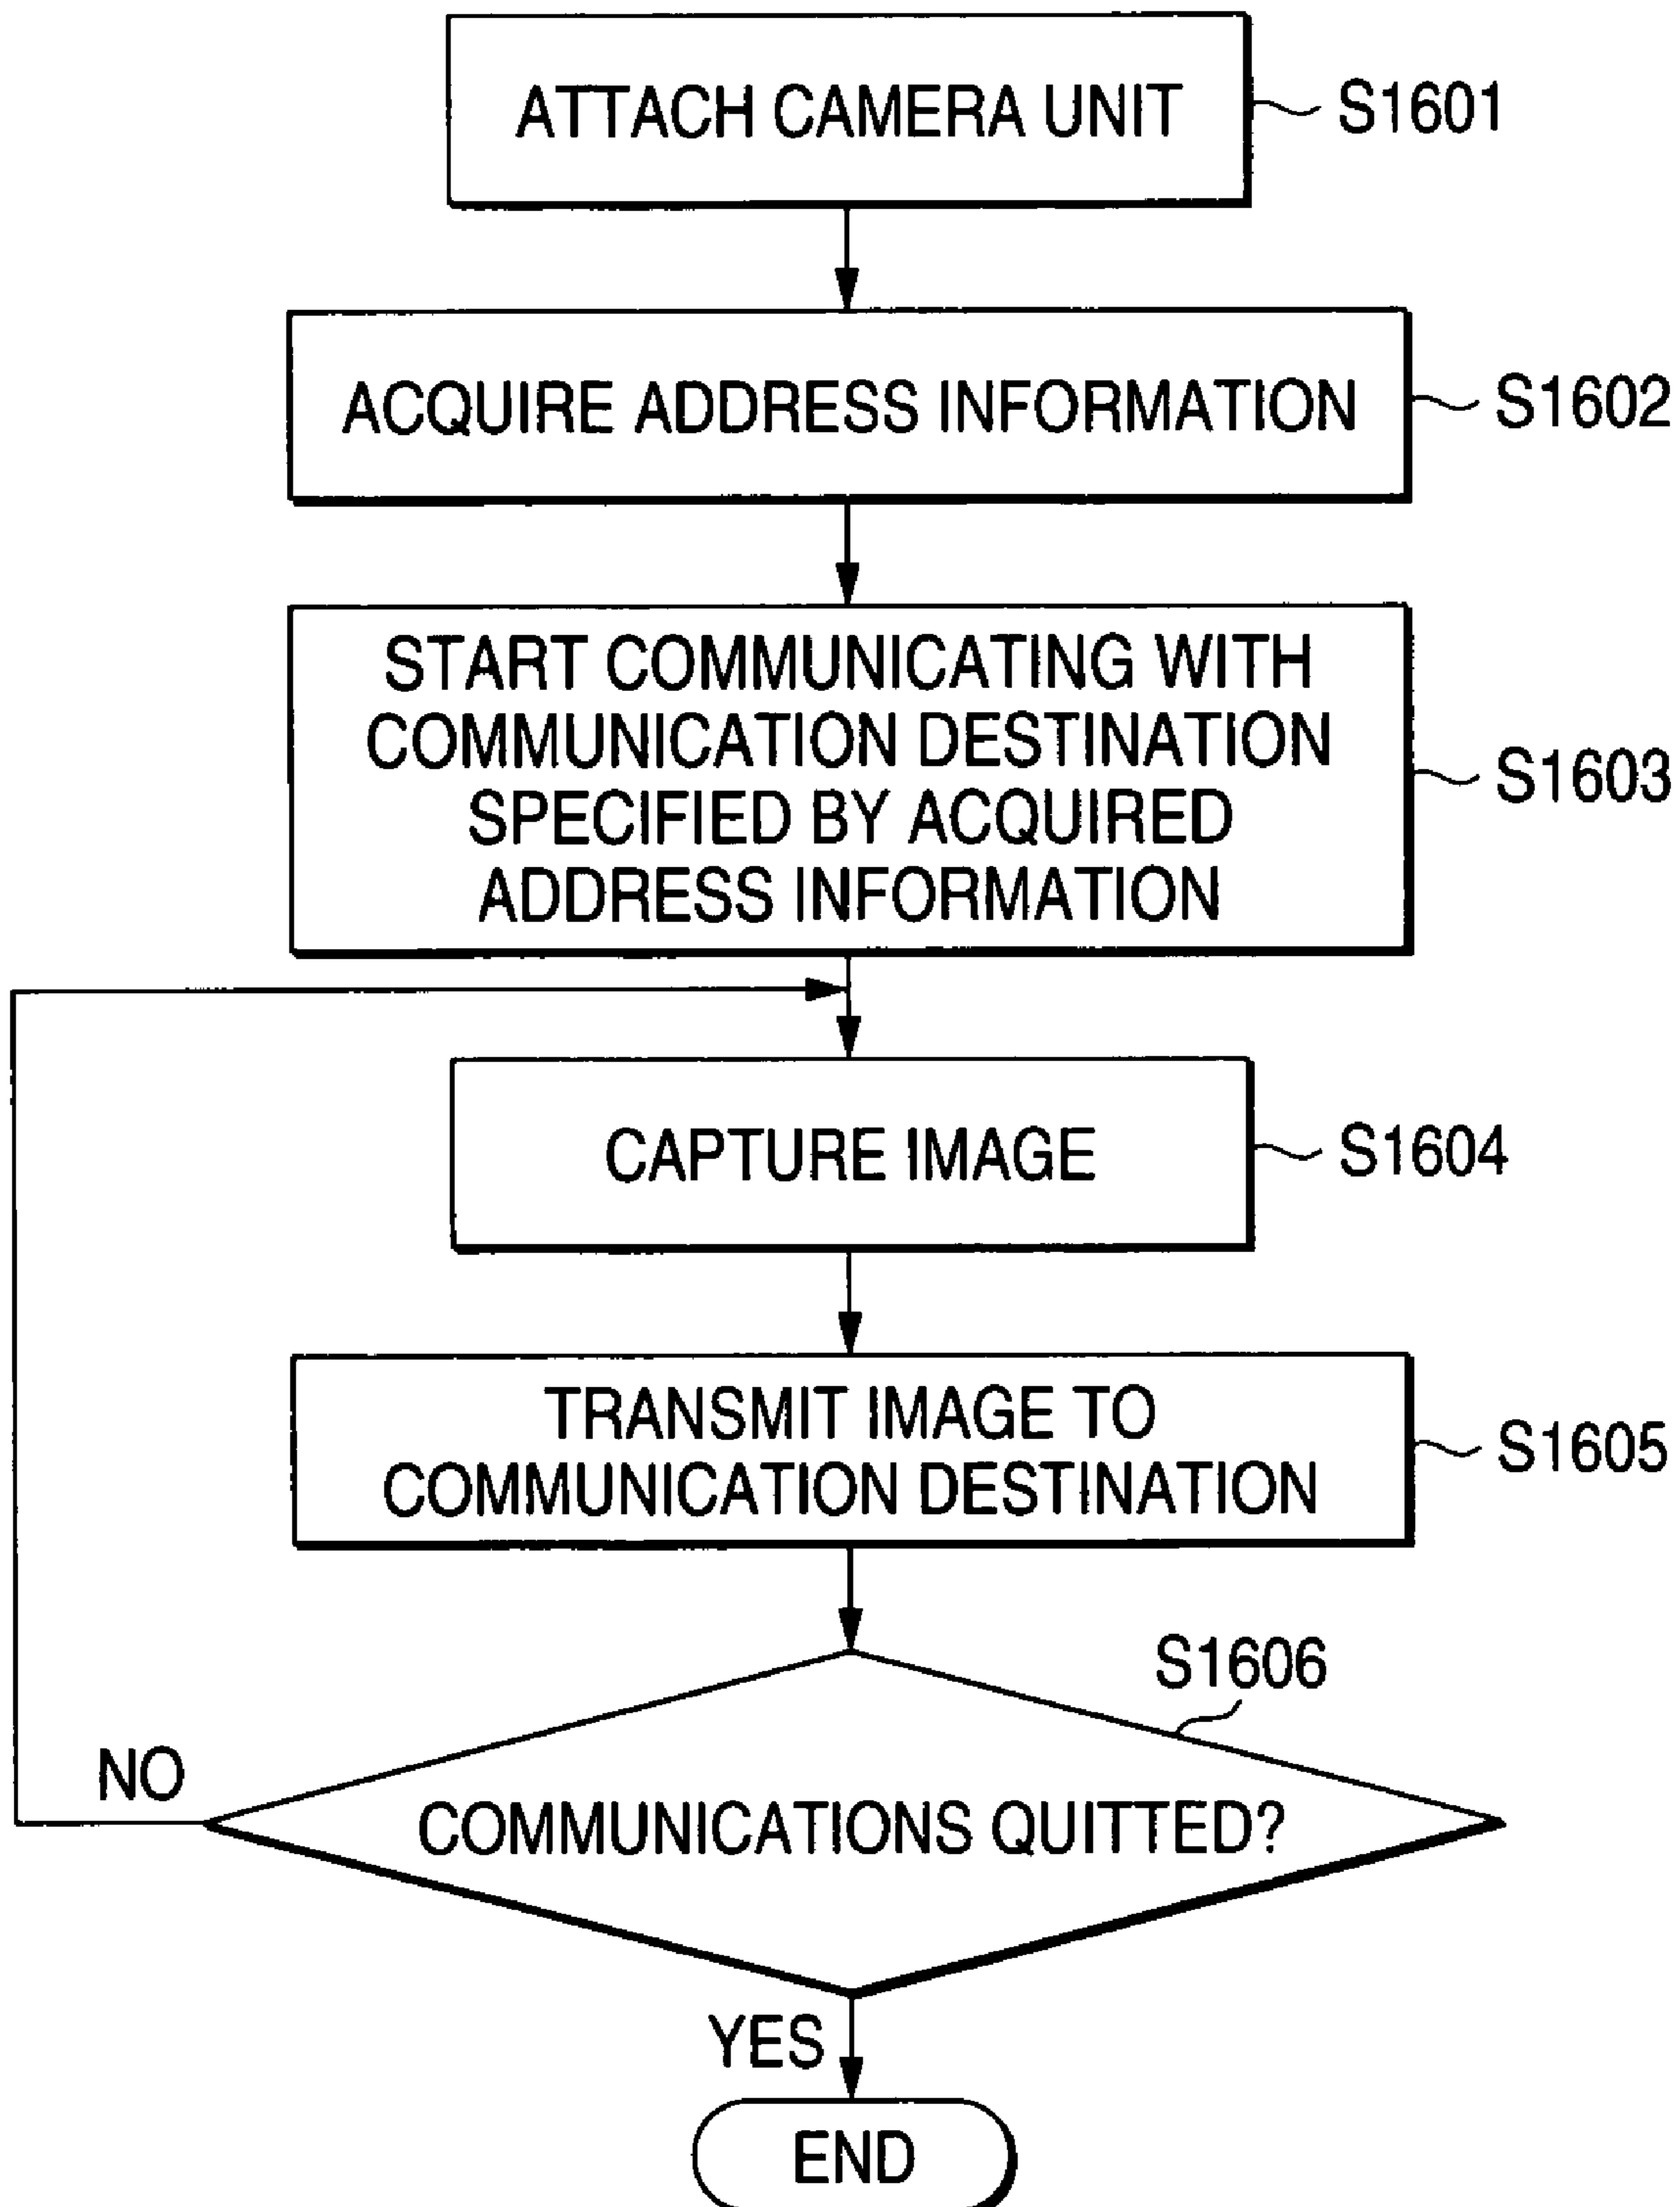 ATTACH CAMERA UNIT
S1601
ACQUIRE ADDRESS INFORMATION
S1602
START COMMUNICATING WITH
COMMUNICATION DESTINATION
SPECIFIED BY ACQUIRED
ADDRESS INFORMATION
S1603
CAPTURE IMAGE
S1604
TRANSMIT IMAGE TO
COMMUNICATION DESTINATION
S1605
S1606
NO
COMMUNICATIONS QUITTED?
YES
END